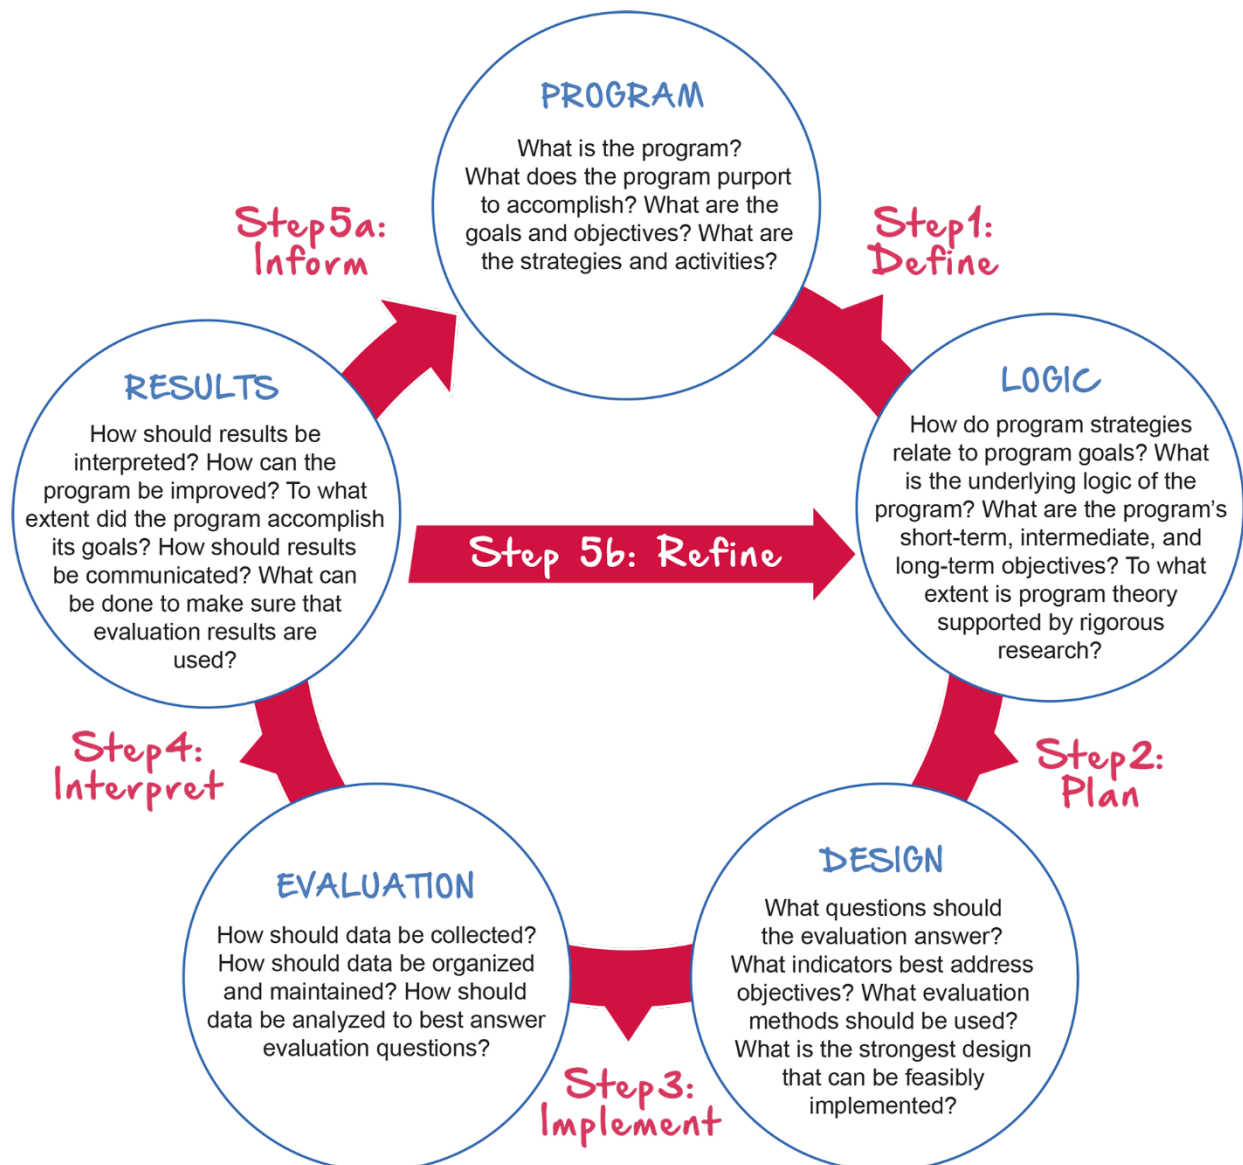 PROGRAM
What is the program?
What does the program purport
to accomplish? What are the
goals and objectives? What are
the strategies and activities?
Step1:
Define
LOGIC
How do program strategies
relate to program goals? What
is the underlying logic of the
program? What are the program’s
short-term, intermediate, and
long-term objectives? To what
extent is program theory
supported by rigorous
research?
Step2:
Plan
DESIGN
What questions should
the evaluation answer?
What indicators best address
objectives? What evaluation
methods should be used?
What is the strongest design
that can be feasibly
implemented?
Step3:
Implement
EVALUATION
How should data be collected?
How should data be organized
and maintained? How should
data be analyzed to best answer
evaluation questions?
Step4:
Interpret
RESULTS
How should results be
interpreted? How can the
program be improved? To what
extent did the program accomplish
its goals? How should results
be communicated? What can
be done to make sure that
evaluation results are
used?
Step5a:
Inform
Step 5b: Refine